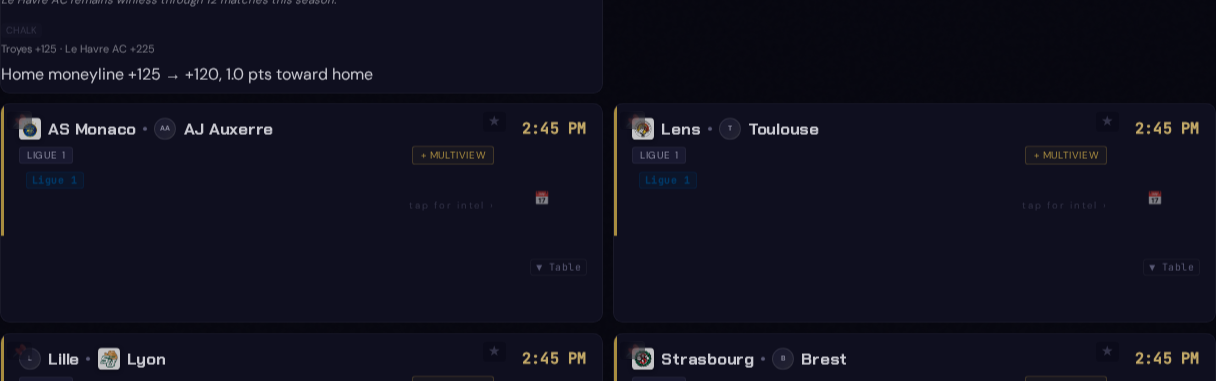 Le Havre AC remains winless through 12 matches this season.
CHALK
Troyes +125 · Le Havre AC +225
Home moneyline +125 → +120, 1.0 pts toward home
AS Monaco • AA AJ Auxerre ★ 2:45 PM
LIGUE 1 + MULTIVIEW
Ligue 1
tap for intel ›
17
▼ Table
Lens • T Toulouse ★ 2:45 PM
LIGUE 1 + MULTIVIEW
Ligue 1
tap for intel ›
17
▼ Table
L Lille • Lyon ★ 2:45 PM
Strasbourg • B Brest ★ 2:45 PM